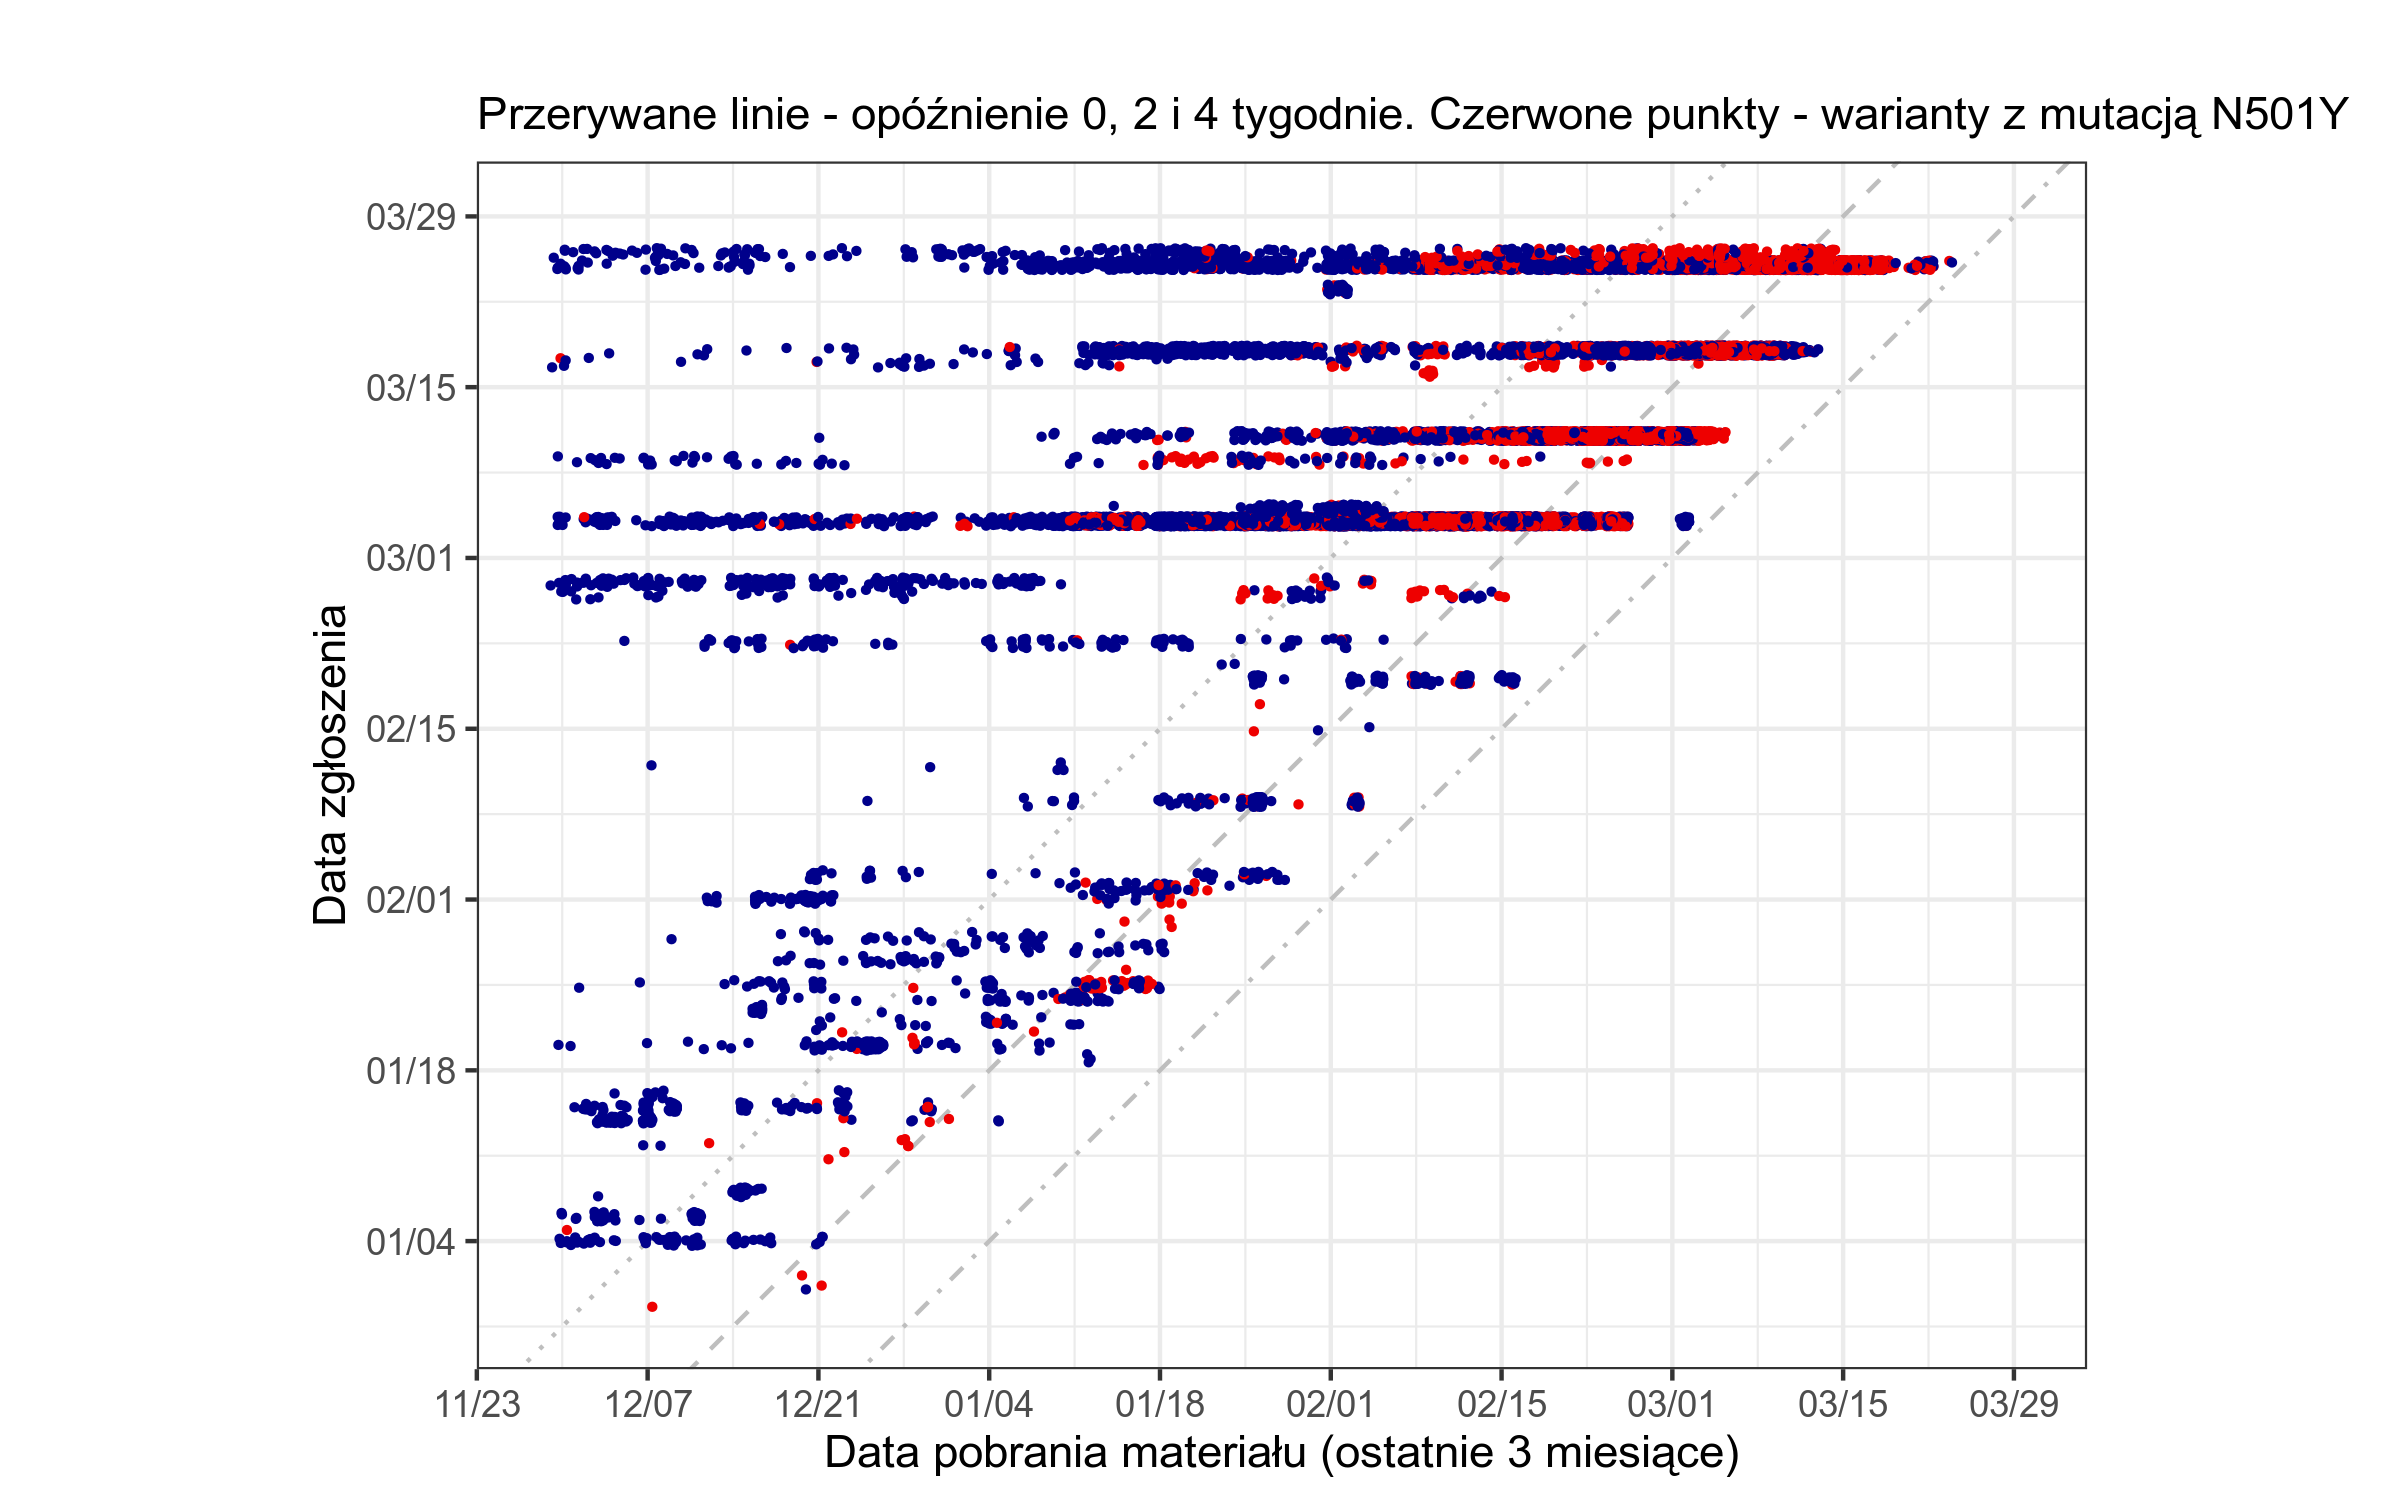 Przerywane linie - opóźnienie 0, 2 i 4 tygodnie. Czerwone punkty - warianty z mutacją N501Y
03/29
03/15
03/01
02/15
02/01
01/18
01/04
Data zgłoszenia
11/23 12/07 12/21 01/04 01/18 02/01 02/15 03/01 03/15 03/29
Data pobrania materiału (ostatnie 3 miesiące)